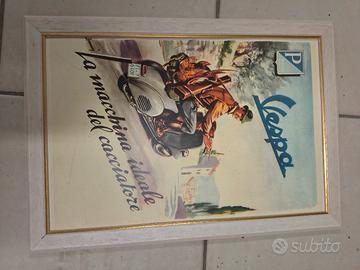 P
Vespa
La macchina ideale
del cacciatore
subito